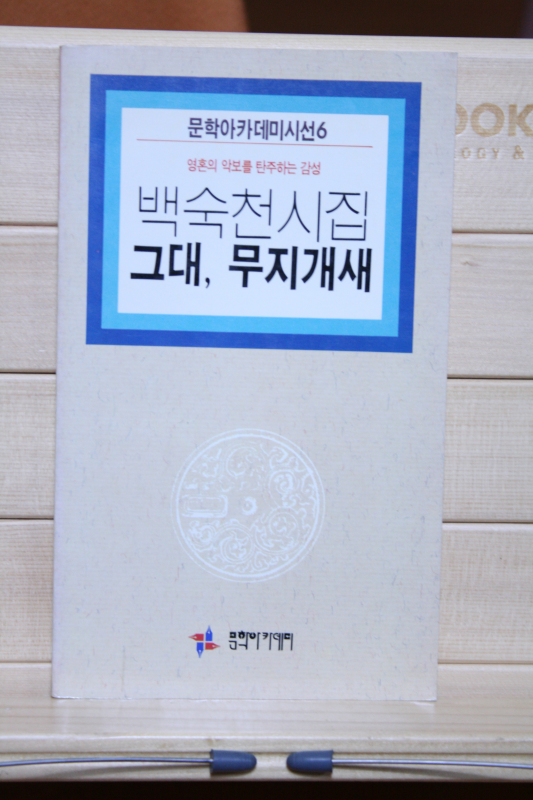 문학아카데미시선6
영혼의 악보를 탄주하는 감성
백숙천시집
그대, 무지개새
문학아카데미
OOK
OGY &